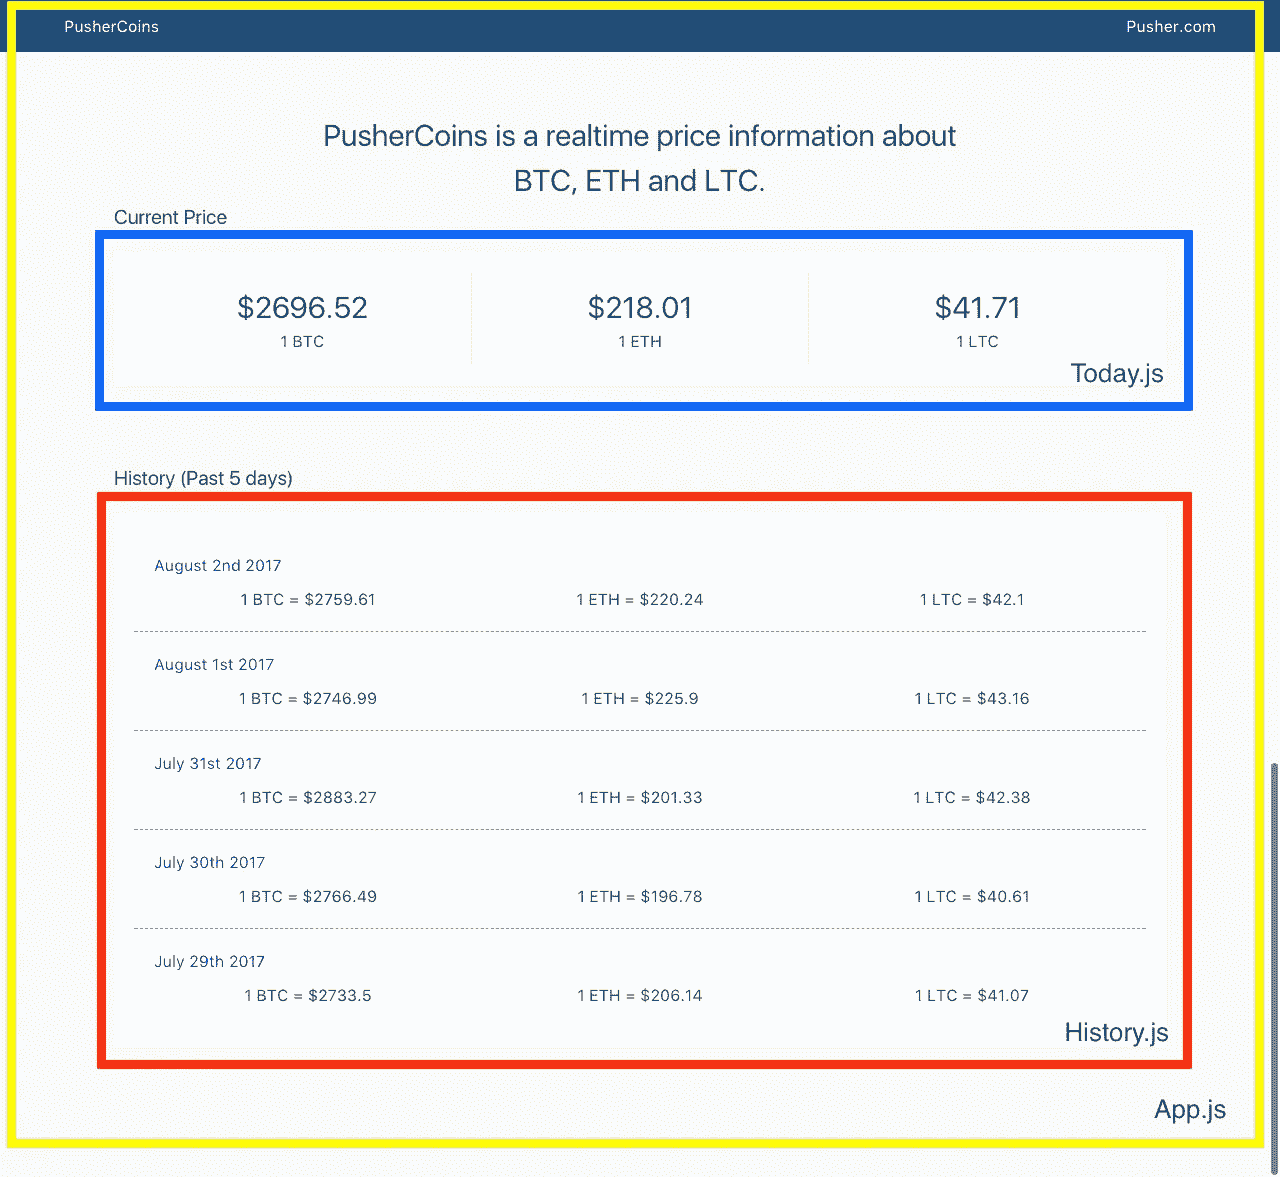 PusherCoins Pusher.com
PusherCoins is a realtime price information about
BTC, ETH and LTC.
Current Price
$2696.52 $218.01 $41.71
1 BTC 1 ETH 1 LTC
Today.js
History (Past 5 days)
August 2nd 2017
1 BTC = $2759.61 1 ETH = $220.24 1 LTC = $42.1
August 1st 2017
1 BTC = $2746.99 1 ETH = $225.9 1 LTC = $43.16
July 31st 2017
1 BTC = $2883.27 1 ETH = $201.33 1 LTC = $42.38
July 30th 2017
1 BTC = $2766.49 1 ETH = $196.78 1 LTC = $40.61
July 29th 2017
1 BTC = $2733.5 1 ETH = $206.14 1 LTC = $41.07
History.js
App.js